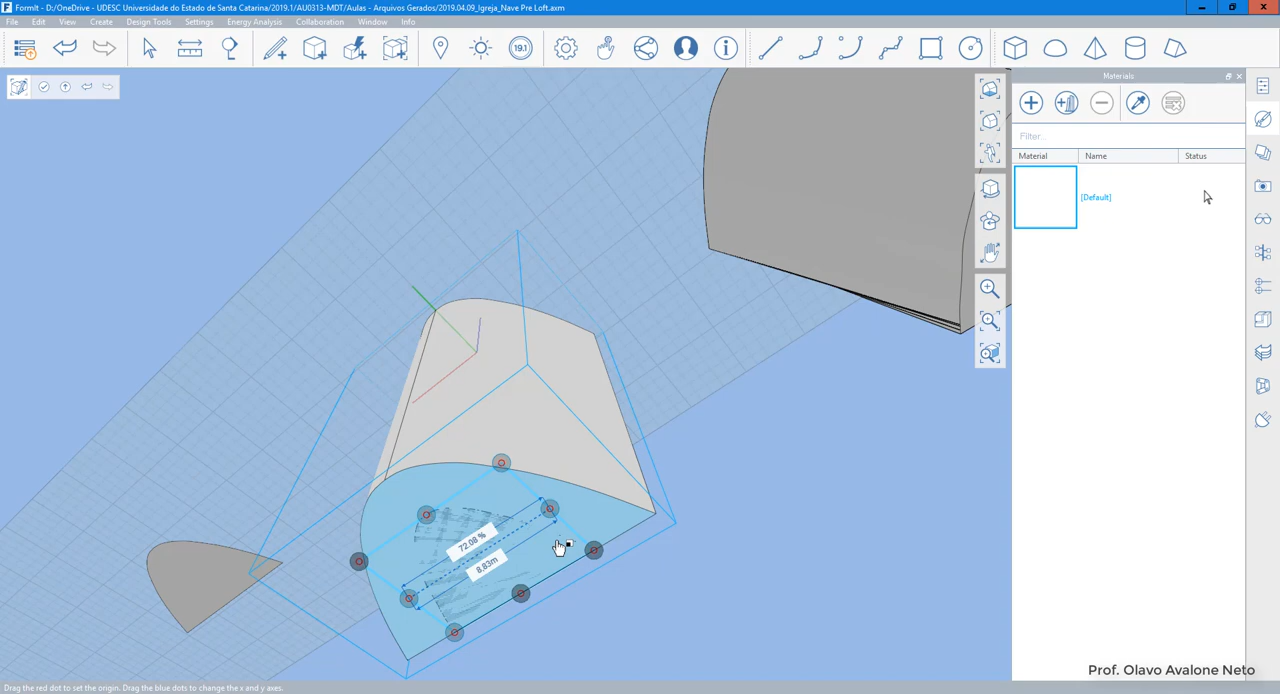 FormIt - D:/OneDrive - UDESC Universidade do Estado de Santa Catarina/2019.1/AU0313-MDT/Aulas - Arquivos Gerados/2019.04.09_Igreja_Nave Pre Loft.axm
File Edit View Create Design Tools Settings Energy Analysis Collaboration Window Info
19.1
Materials
Filter...
Material Name Status
[Default]
72.08 %
8,83m
Prof. Olavo Avalone Neto
Drag the red dot to set the origin. Drag the blue dots to change the x and y axes.